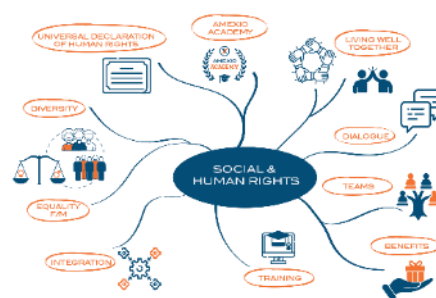 UNIVERSAL DECLARATION
OF HUMAN RIGHTS
AMEXIO
ACADEMY
AMEXIO
ACADEMY
LIVING WELL
TOGETHER
DIVERSITY
DIALOGUE
SOCIAL &
HUMAN RIGHTS
TEAMS
EQUALITY
F/M
BENEFITS
INTEGRATION
TRAINING